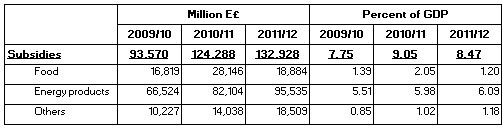 Million E£ Percent of GDP
2009/10 2010/11 2011/12 2009/10 2010/11 2011/12
Subsidies 93,570 124,288 132,928 7.75 9.05 8.47
Food 16,819 28,146 18,884 1.39 2.05 1.20
Energy products 66,524 82,104 95,535 5.51 5.98 6.09
Others 10,227 14,038 18,509 0.85 1.02 1.18